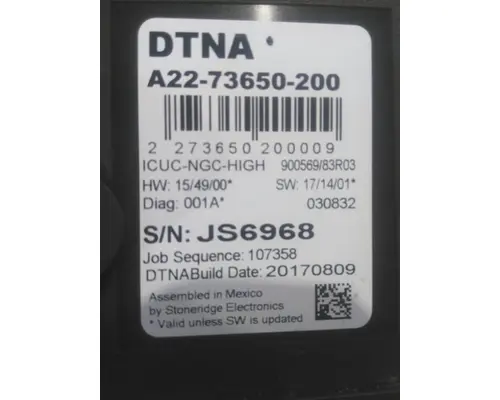 DTNA *
A22-73650-200
2 273650 200009
ICUC-NGC-HIGH 900569/83R03
HW: 15/49/00* SW: 17/14/01*
Diag: 001A* 030832
S/N: JS6968
Job Sequence: 107358
DTNABuild Date: 20170809
Assembled in Mexico
by Stoneridge Electronics
* Valid unless SW is updated